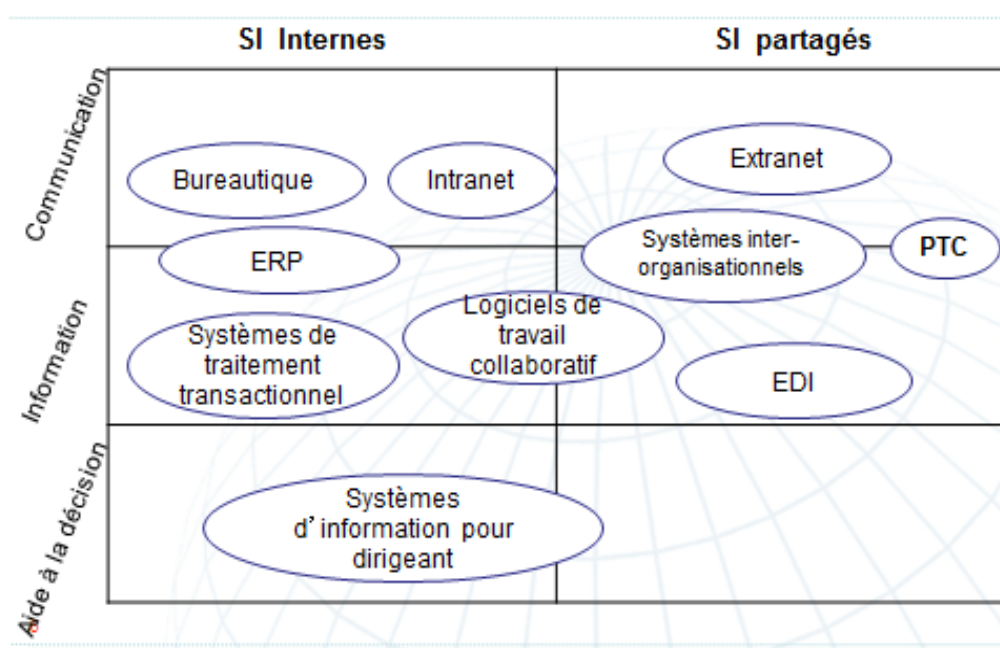 SI Internes
SI partagés
Communication
Bureautique
Intranet
Extranet
ERP
Systèmes inter-
organisationnels
PTC
Information
Systèmes de
traitement
transactionnel
Logiciels de
travail
collaboratif
EDI
Aide à la décision
Systèmes
d’information pour
dirigeant